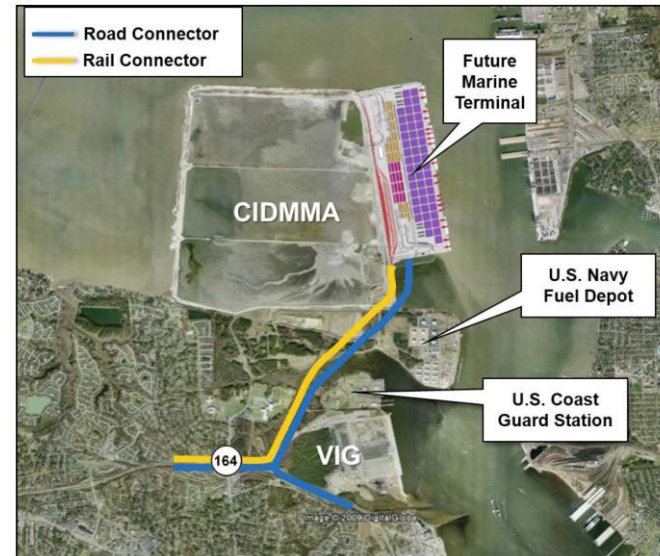 Road Connector
Rail Connector
Future
Marine
Terminal
CIDMMA
U.S. Navy
Fuel Depot
U.S. Coast
Guard Station
VIG
164
Image © 2009 DigitalGlobe